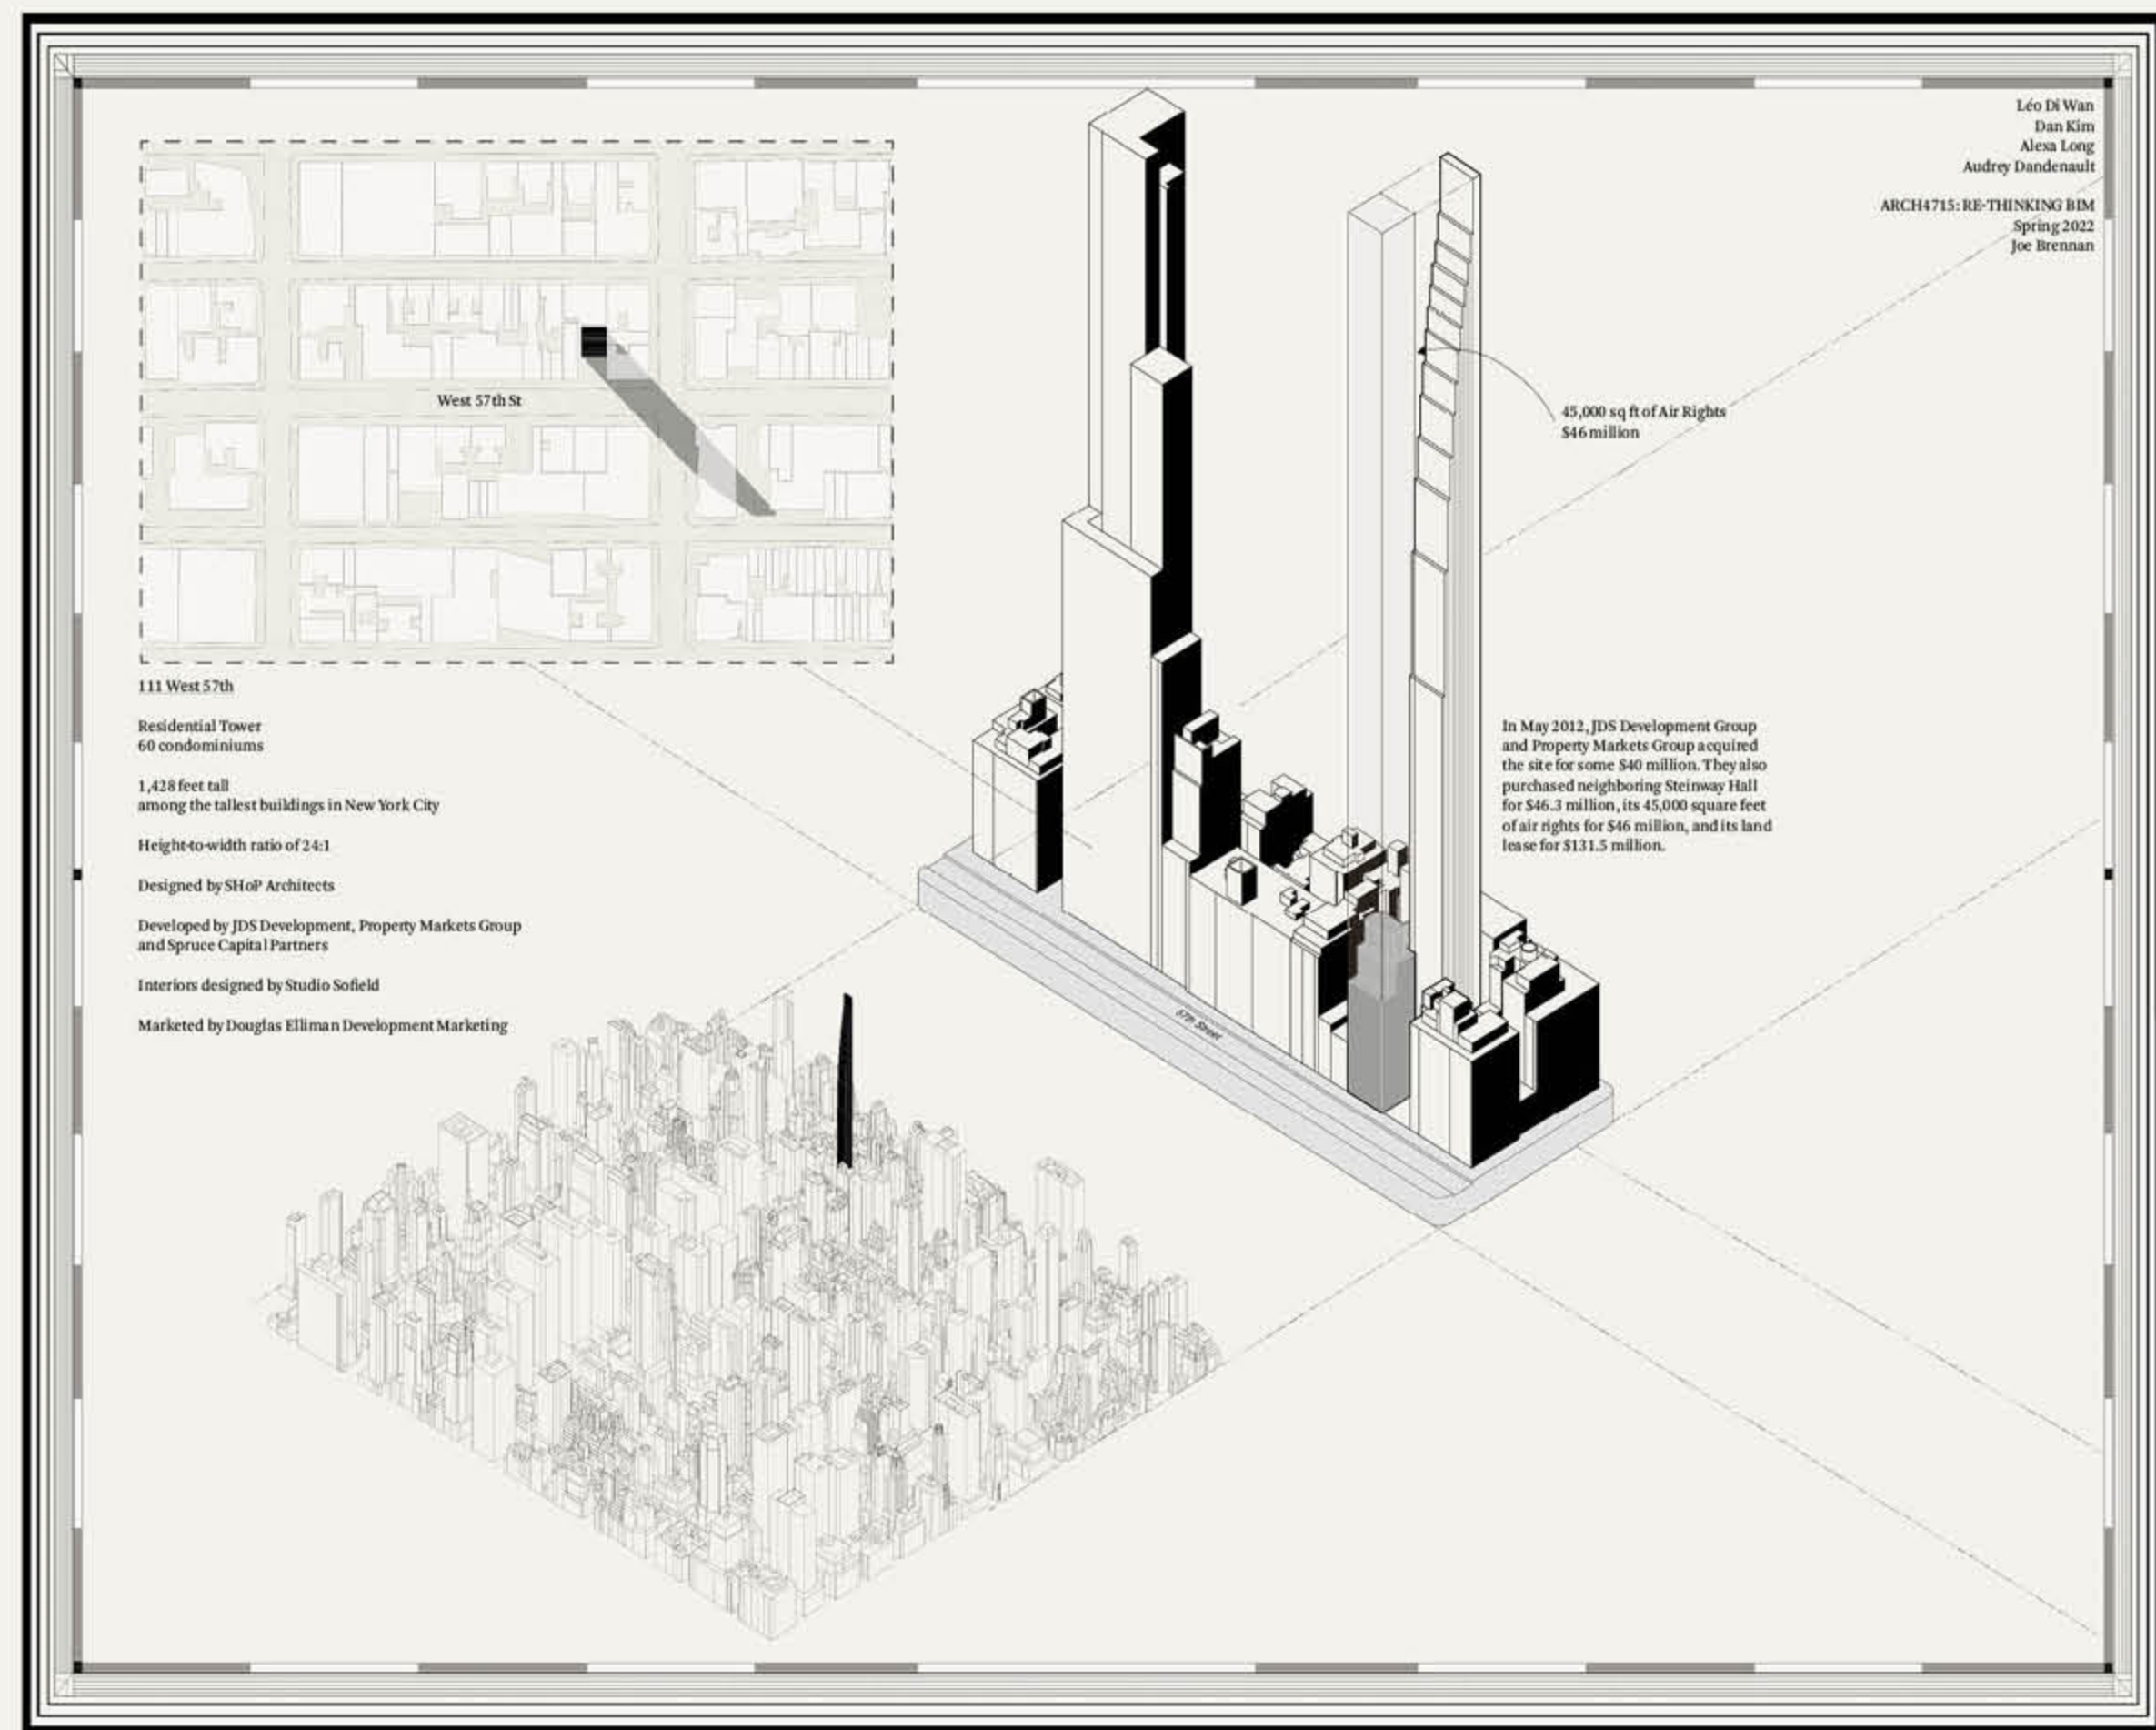 Léo Di Wan
Dan Kim
Alexa Long
Audrey Dandenault
ARCH4715: RE-THINKING BIM
Spring 2022
Joe Brennan
West 57th St
45,000 sq ft of Air Rights
$46 million
111 West 57th
Residential Tower
60 condominiums
1,428 feet tall
among the tallest buildings in New York City
Height-to-width ratio of 24:1
Designed by SHoP Architects
Developed by JDS Development, Property Markets Group
and Spruce Capital Partners
Interiors designed by Studio Sofield
Marketed by Douglas Elliman Development Marketing
In May 2012, JDS Development Group
and Property Markets Group acquired
the site for some $40 million. They also
purchased neighboring Steinway Hall
for $46.3 million, its 45,000 square feet
of air rights for $46 million, and its land
lease for $131.5 million.
57th Street